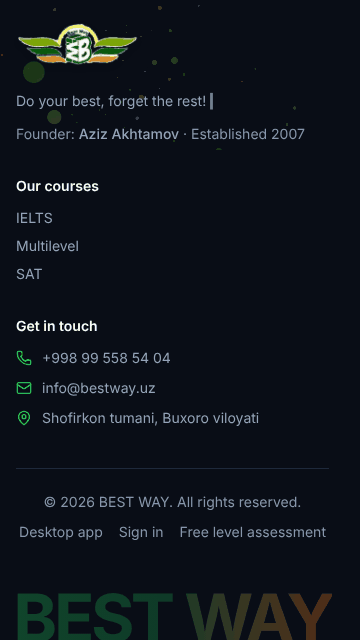 Do your best, forget the rest!
Founder: Aziz Akhtamov · Established 2007
Our courses
IELTS
Multilevel
SAT
Get in touch
+998 99 558 54 04
info@bestway.uz
Shofirkon tumani, Buxoro viloyati
© 2026 BEST WAY. All rights reserved.
Desktop app Sign in Free level assessment
BEST WAY